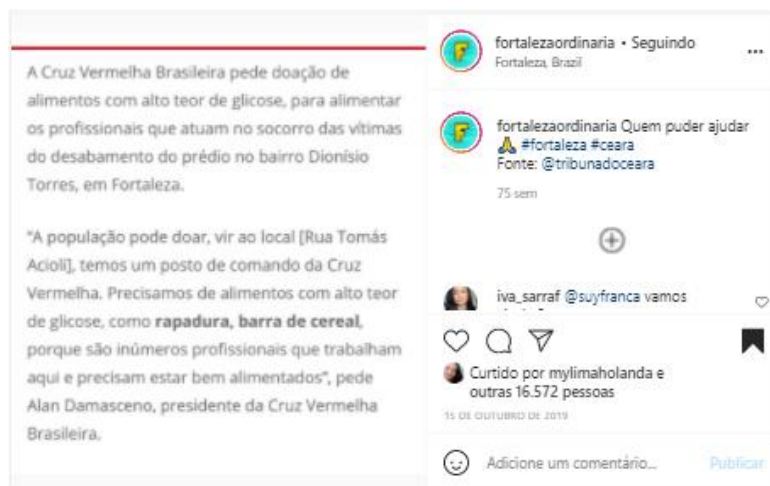 A Cruz Vermelha Brasileira pede doação de
alimentos com alto teor de glicose, para alimentar
os profissionais que atuam no socorro das vítimas
do desabamento do prédio no bairro Dionísio
Torres, em Fortaleza.
"A população pode doar, vir ao local [Rua Tomás
Acioli], temos um posto de comando da Cruz
Vermelha. Precisamos de alimentos com alto teor
de glicose, como rapadura, barra de cereal,
porque são inúmeros profissionais que trabalham
aqui e precisam estar bem alimentados", pede
Alan Damasceno, presidente da Cruz Vermelha
Brasileira.
fortalezaordinaria • Seguindo
Fortaleza, Brazil
fortalezaordinaria Quem puder ajudar
🙏 #fortaleza #ceara
Fonte: @tribunadoceara
75 sem
iva_sarraf @suyfranca vamos
Curtido por mylimaholanda e
outras 16.572 pessoas
15 DE OUTUBRO DE 2019
Adicione um comentário... Publicar